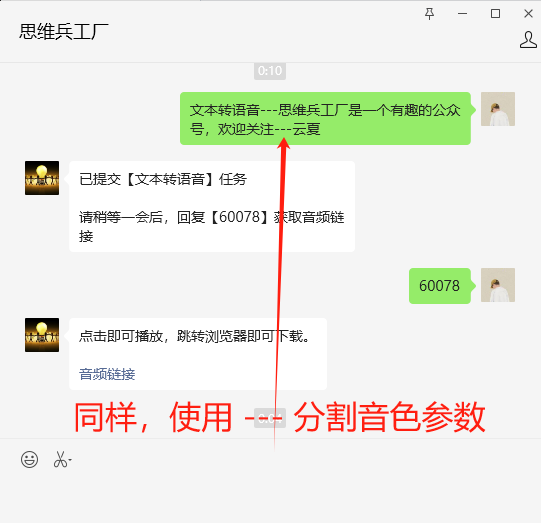 思维兵工厂
0:10
文本转语音---思维兵工厂是一个有趣的公众
号，欢迎关注---云夏
已提交【文本转语音】任务
请稍等一会后，回复【60078】获取音频链
接
60078
点击即可播放，跳转浏览器即可下载。
音频链接
同样，使用 --- 分割音色参数